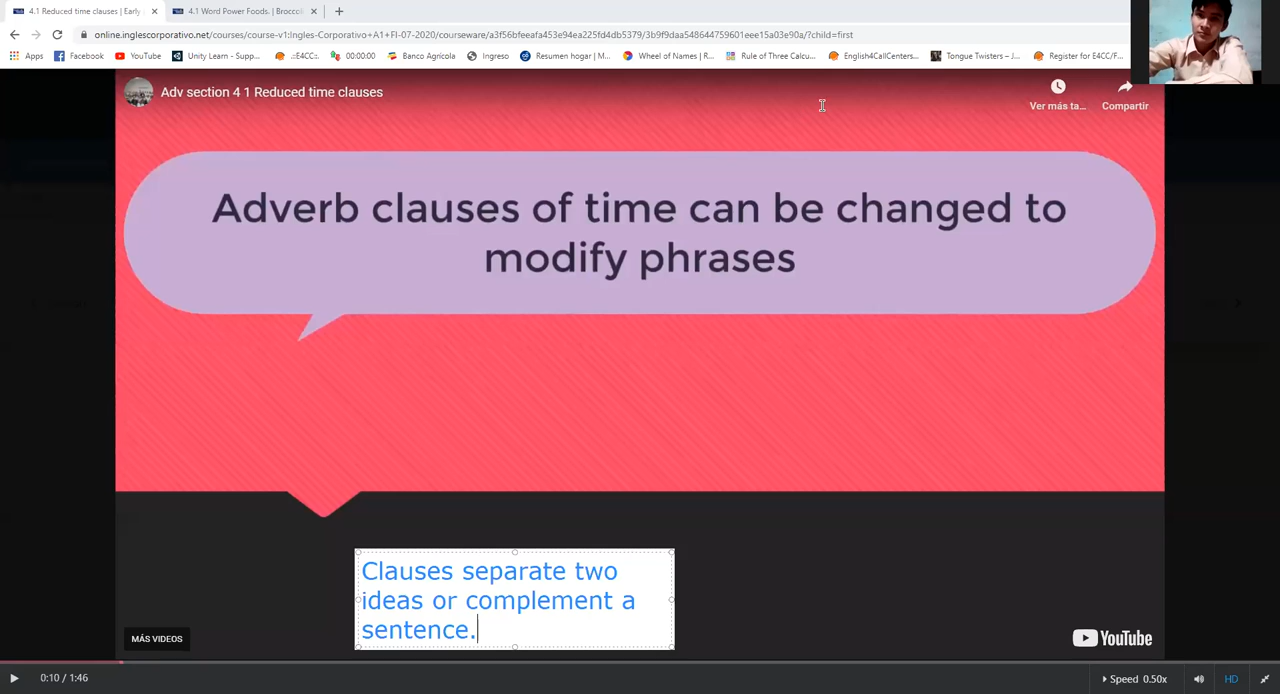 4.1 Reduced time clauses | Early
4.1 Word Power Foods. | Broccol
online.inglescorporativo.net/courses/course-v1:Ingles-Corporativo+A1+FI-07-2020/courseware/a3f56bfeefa453e94ea225fd4db5379/3b9f9daa548644759601eee15a03e90a/?child=first
Apps
Facebook
YouTube
Unity Learn - Supp...
.::E4CC:.
00:00:00
Banco Agrícola
Ingreso
Resumen hogar | M...
Wheel of Names | R...
Rule of Three Calcu...
English4CallCenters...
Tongue Twisters – J...
Register for E4CC/F...
Adv section 4 1 Reduced time clauses
Ver más ta...
Compartir
Adverb clauses of time can be changed to
modify phrases
Clauses separate two
ideas or complement a
sentence.
MÁS VIDEOS
YouTube
0:10 / 1:46
Speed 0.50x
HD